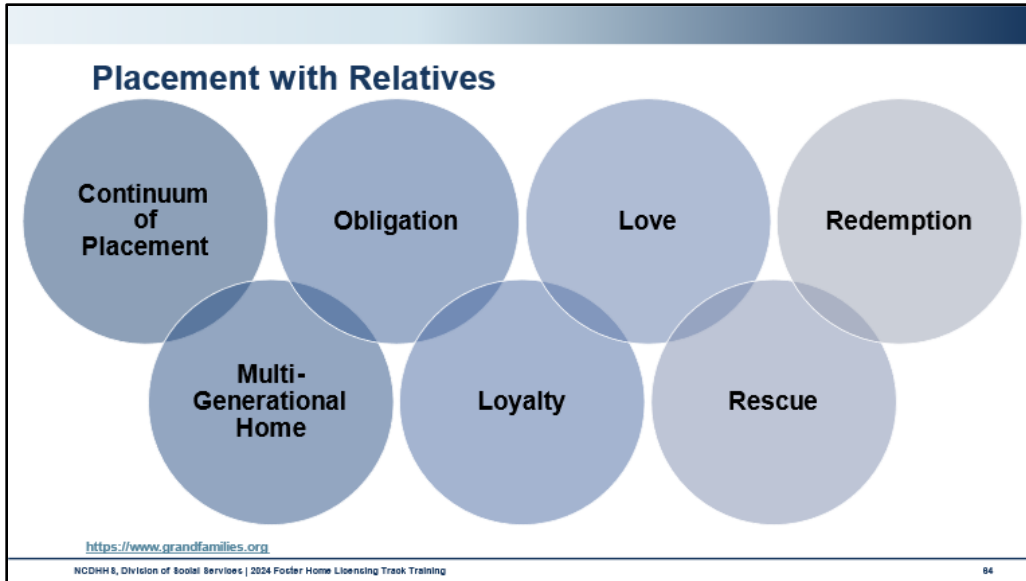 Placement with Relatives
Continuum
of
Placement
Obligation
Love
Redemption
Multi-
Generational
Home
Loyalty
Rescue
https://www.grandfamilies.org
NCDHHS, Division of Social Services | 2024 Foster Home Licensing Track Training
64